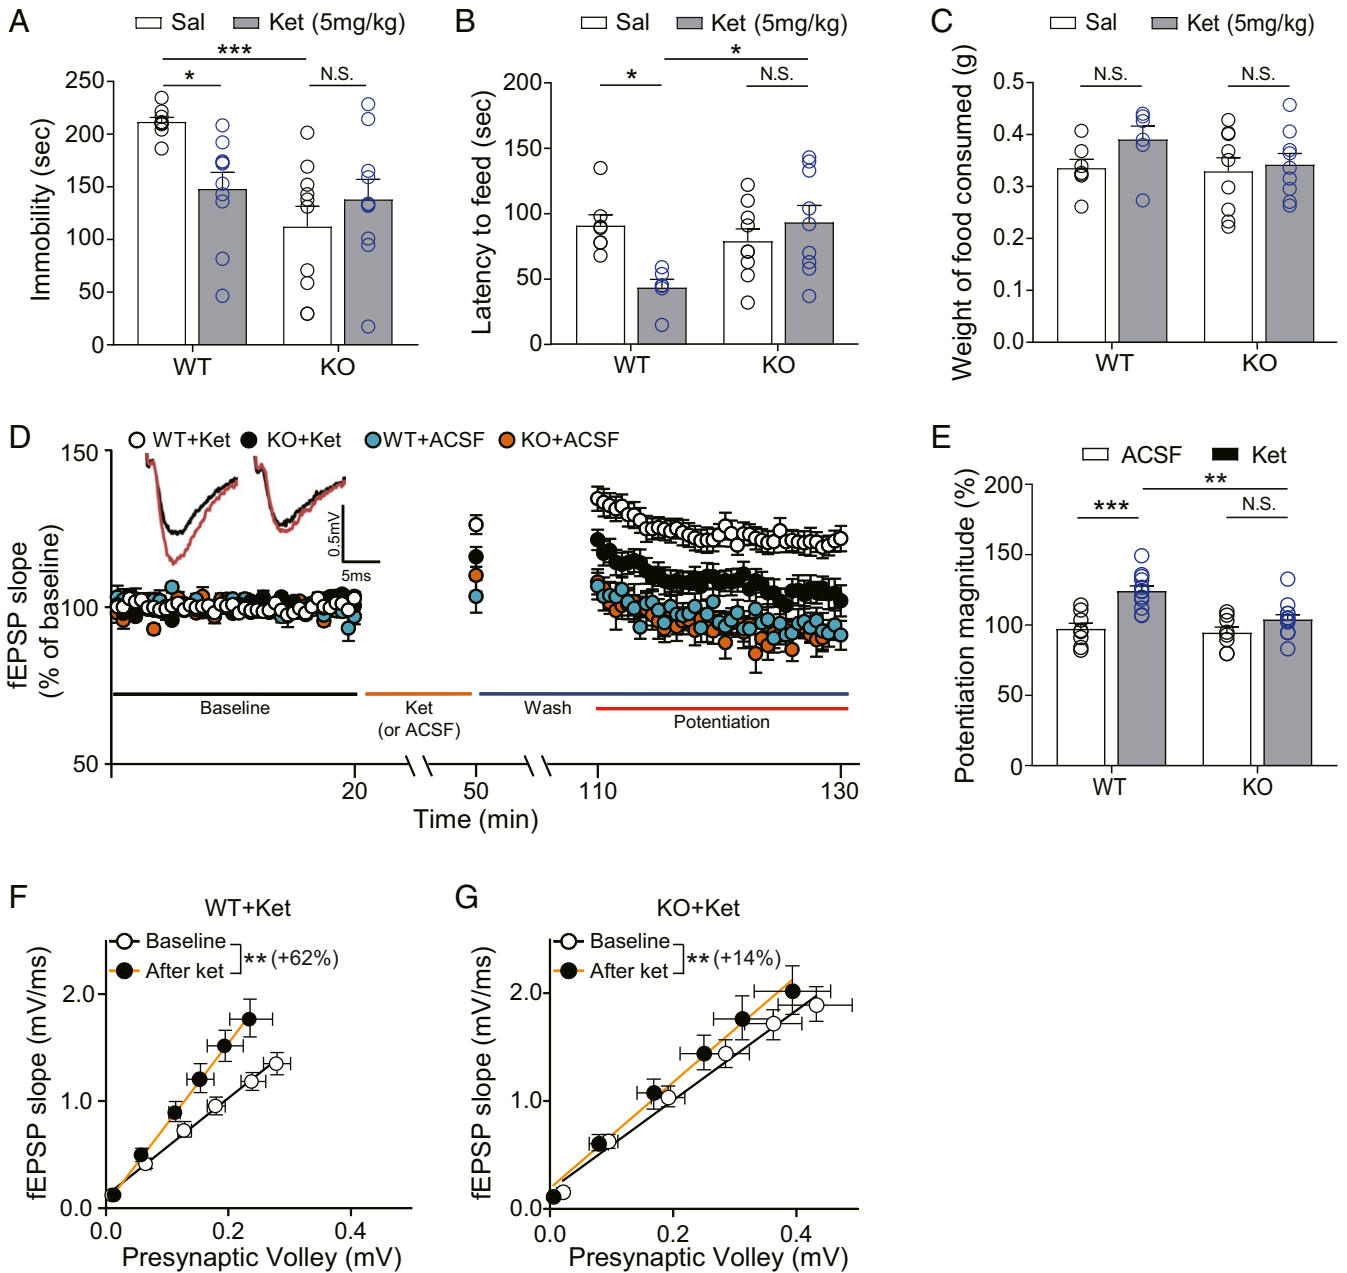 A
Sal
Ket (5mg/kg)
***
*
N.S.
Immobility (sec)
250
200
150
100
50
0
WT
KO
B
Sal
Ket (5mg/kg)
*
*
N.S.
Latency to feed (sec)
200
150
100
50
0
WT
KO
C
Sal
Ket (5mg/kg)
N.S.
N.S.
Weight of food consumed (g)
0.5
0.4
0.3
0.2
0.1
0.0
WT
KO
D
WT+Ket
KO+Ket
WT+ACSF
KO+ACSF
fEPSP slope
(% of baseline)
150
100
50
0.5mV
5ms
Baseline
Ket
(or ACSF)
Wash
Potentiation
20
50
110
130
Time (min)
E
ACSF
Ket
**
***
N.S.
Potentiation magnitude (%)
200
150
100
50
0
WT
KO
F
WT+Ket
Baseline
After ket
** (+62%)
fEPSP slope (mV/ms)
2.0
1.0
0.0
0.0
0.2
0.4
Presynaptic Volley (mV)
G
KO+Ket
Baseline
After ket
** (+14%)
fEPSP slope (mV/ms)
2.0
1.0
0.0
0.0
0.2
0.4
Presynaptic Volley (mV)